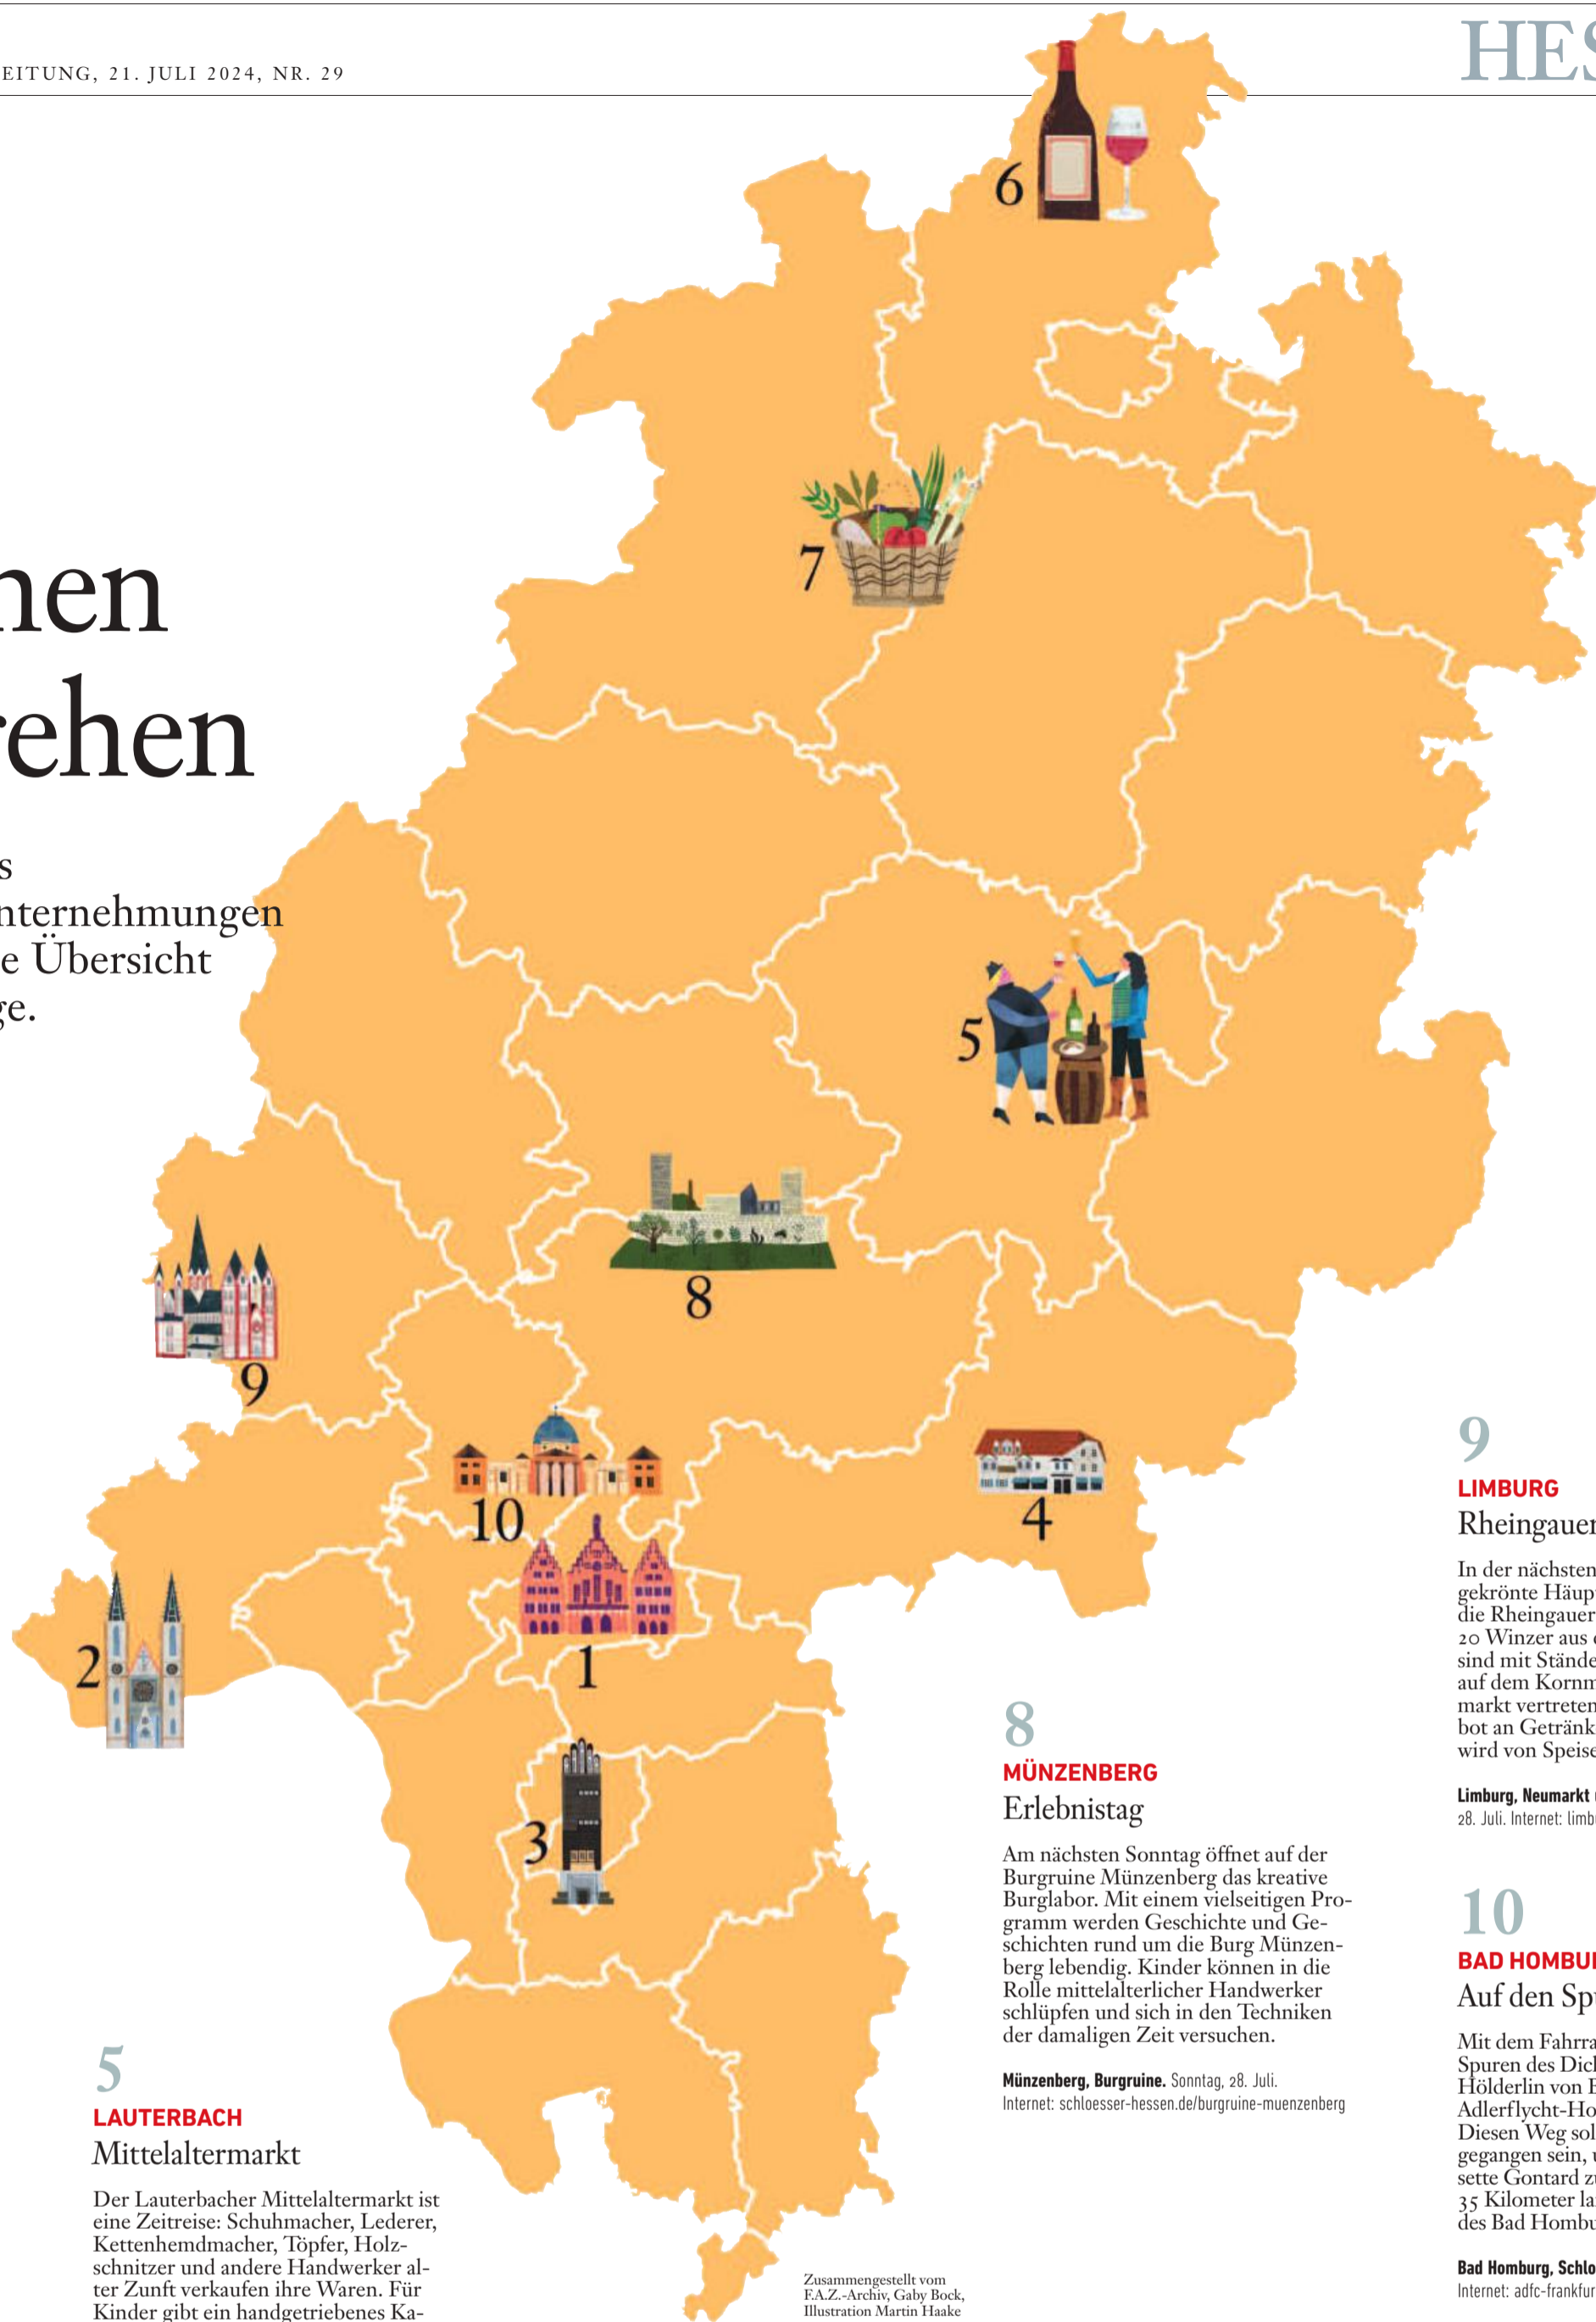 EITUNG, 21. JULI 2024, NR. 29
HES
nen
rehen
s
nternehmungen
e Übersicht
ge.
6
7
5
8
9
10
4
1
2
3
5
LAUTERBACH
Mittelaltermarkt
Der Lauterbacher Mittelaltermarkt ist
eine Zeitreise: Schuhmacher, Lederer,
Kettenhemdmacher, Töpfer, Holz-
schnitzer und andere Handwerker al-
ter Zunft verkaufen ihre Waren. Für
Kinder gibt ein handgetriebenes Ka-
Zusammengestellt vom
F.A.Z.-Archiv, Gaby Bock,
Illustration Martin Haake
8
MÜNZENBERG
Erlebnistag
Am nächsten Sonntag öffnet auf der
Burgruine Münzenberg das kreative
Burglabor. Mit einem vielseitigen Pro-
gramm werden Geschichte und Ge-
schichten rund um die Burg Münzen-
berg lebendig. Kinder können in die
Rolle mittelalterlicher Handwerker
schlüpfen und sich in den Techniken
der damaligen Zeit versuchen.
Münzenberg, Burgruine. Sonntag, 28. Juli.
Internet: schloesser-hessen.de/burgruine-muenzenberg
9
LIMBURG
Rheingauer
In der nächsten
gekrönte Häup
die Rheingauer
20 Winzer aus
sind mit Stände
auf dem Kornm
markt vertreten
bot an Getränk
wird von Speise
Limburg, Neumarkt
28. Juli. Internet: limb
10
BAD HOMBU
Auf den Sp
Mit dem Fahrra
Spuren des Dic
Hölderlin von
Adlerflycht-Ho
Diesen Weg sol
gegangen sein,
sette Gontard z
35 Kilometer la
des Bad Hombu
Bad Homburg, Schlo
Internet: adfc-frankfur